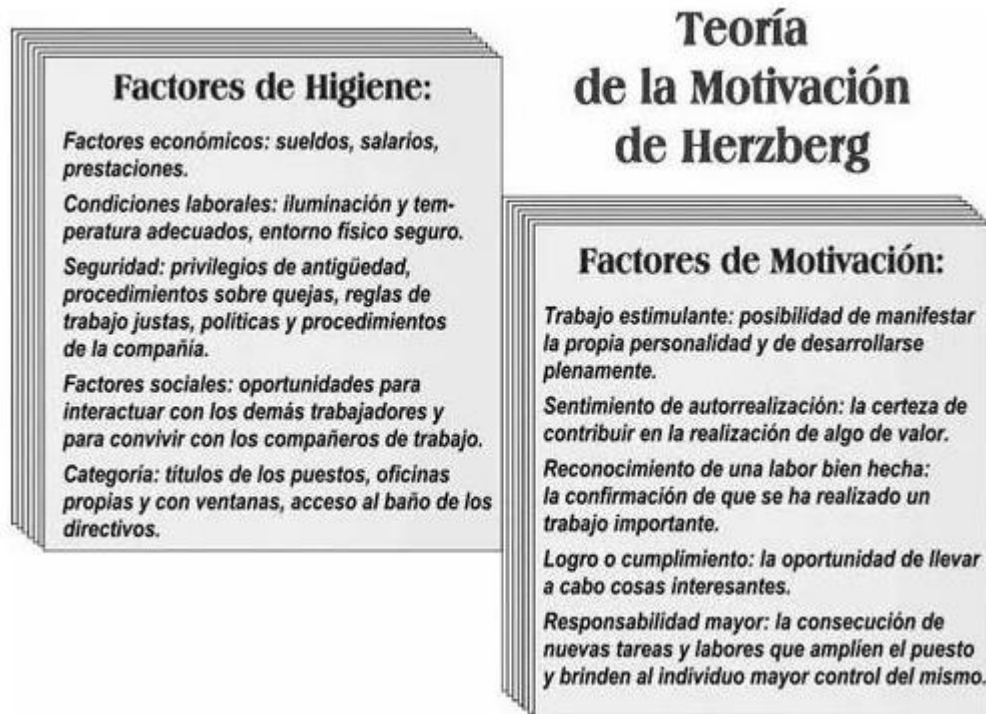 Teoría
de la Motivación
de Herzberg
Factores de Higiene:
Factores económicos: sueldos, salarios,
prestaciones.
Condiciones laborales: iluminación y tem-
peratura adecuados, entorno físico seguro.
Seguridad: privilegios de antigüedad,
procedimientos sobre quejas, reglas de
trabajo justas, políticas y procedimientos
de la compañía.
Factores sociales: oportunidades para
interactuar con los demás trabajadores y
para convivir con los compañeros de trabajo.
Categoría: títulos de los puestos, oficinas
propias y con ventanas, acceso al baño de los
directivos.
Factores de Motivación:
Trabajo estimulante: posibilidad de manifestar
la propia personalidad y de desarrollarse
plenamente.
Sentimiento de autorrealización: la certeza de
contribuir en la realización de algo de valor.
Reconocimiento de una labor bien hecha:
la confirmación de que se ha realizado un
trabajo importante.
Logro o cumplimiento: la oportunidad de llevar
a cabo cosas interesantes.
Responsabilidad mayor: la consecución de
nuevas tareas y labores que amplíen el puesto
y brinden al individuo mayor control del mismo.